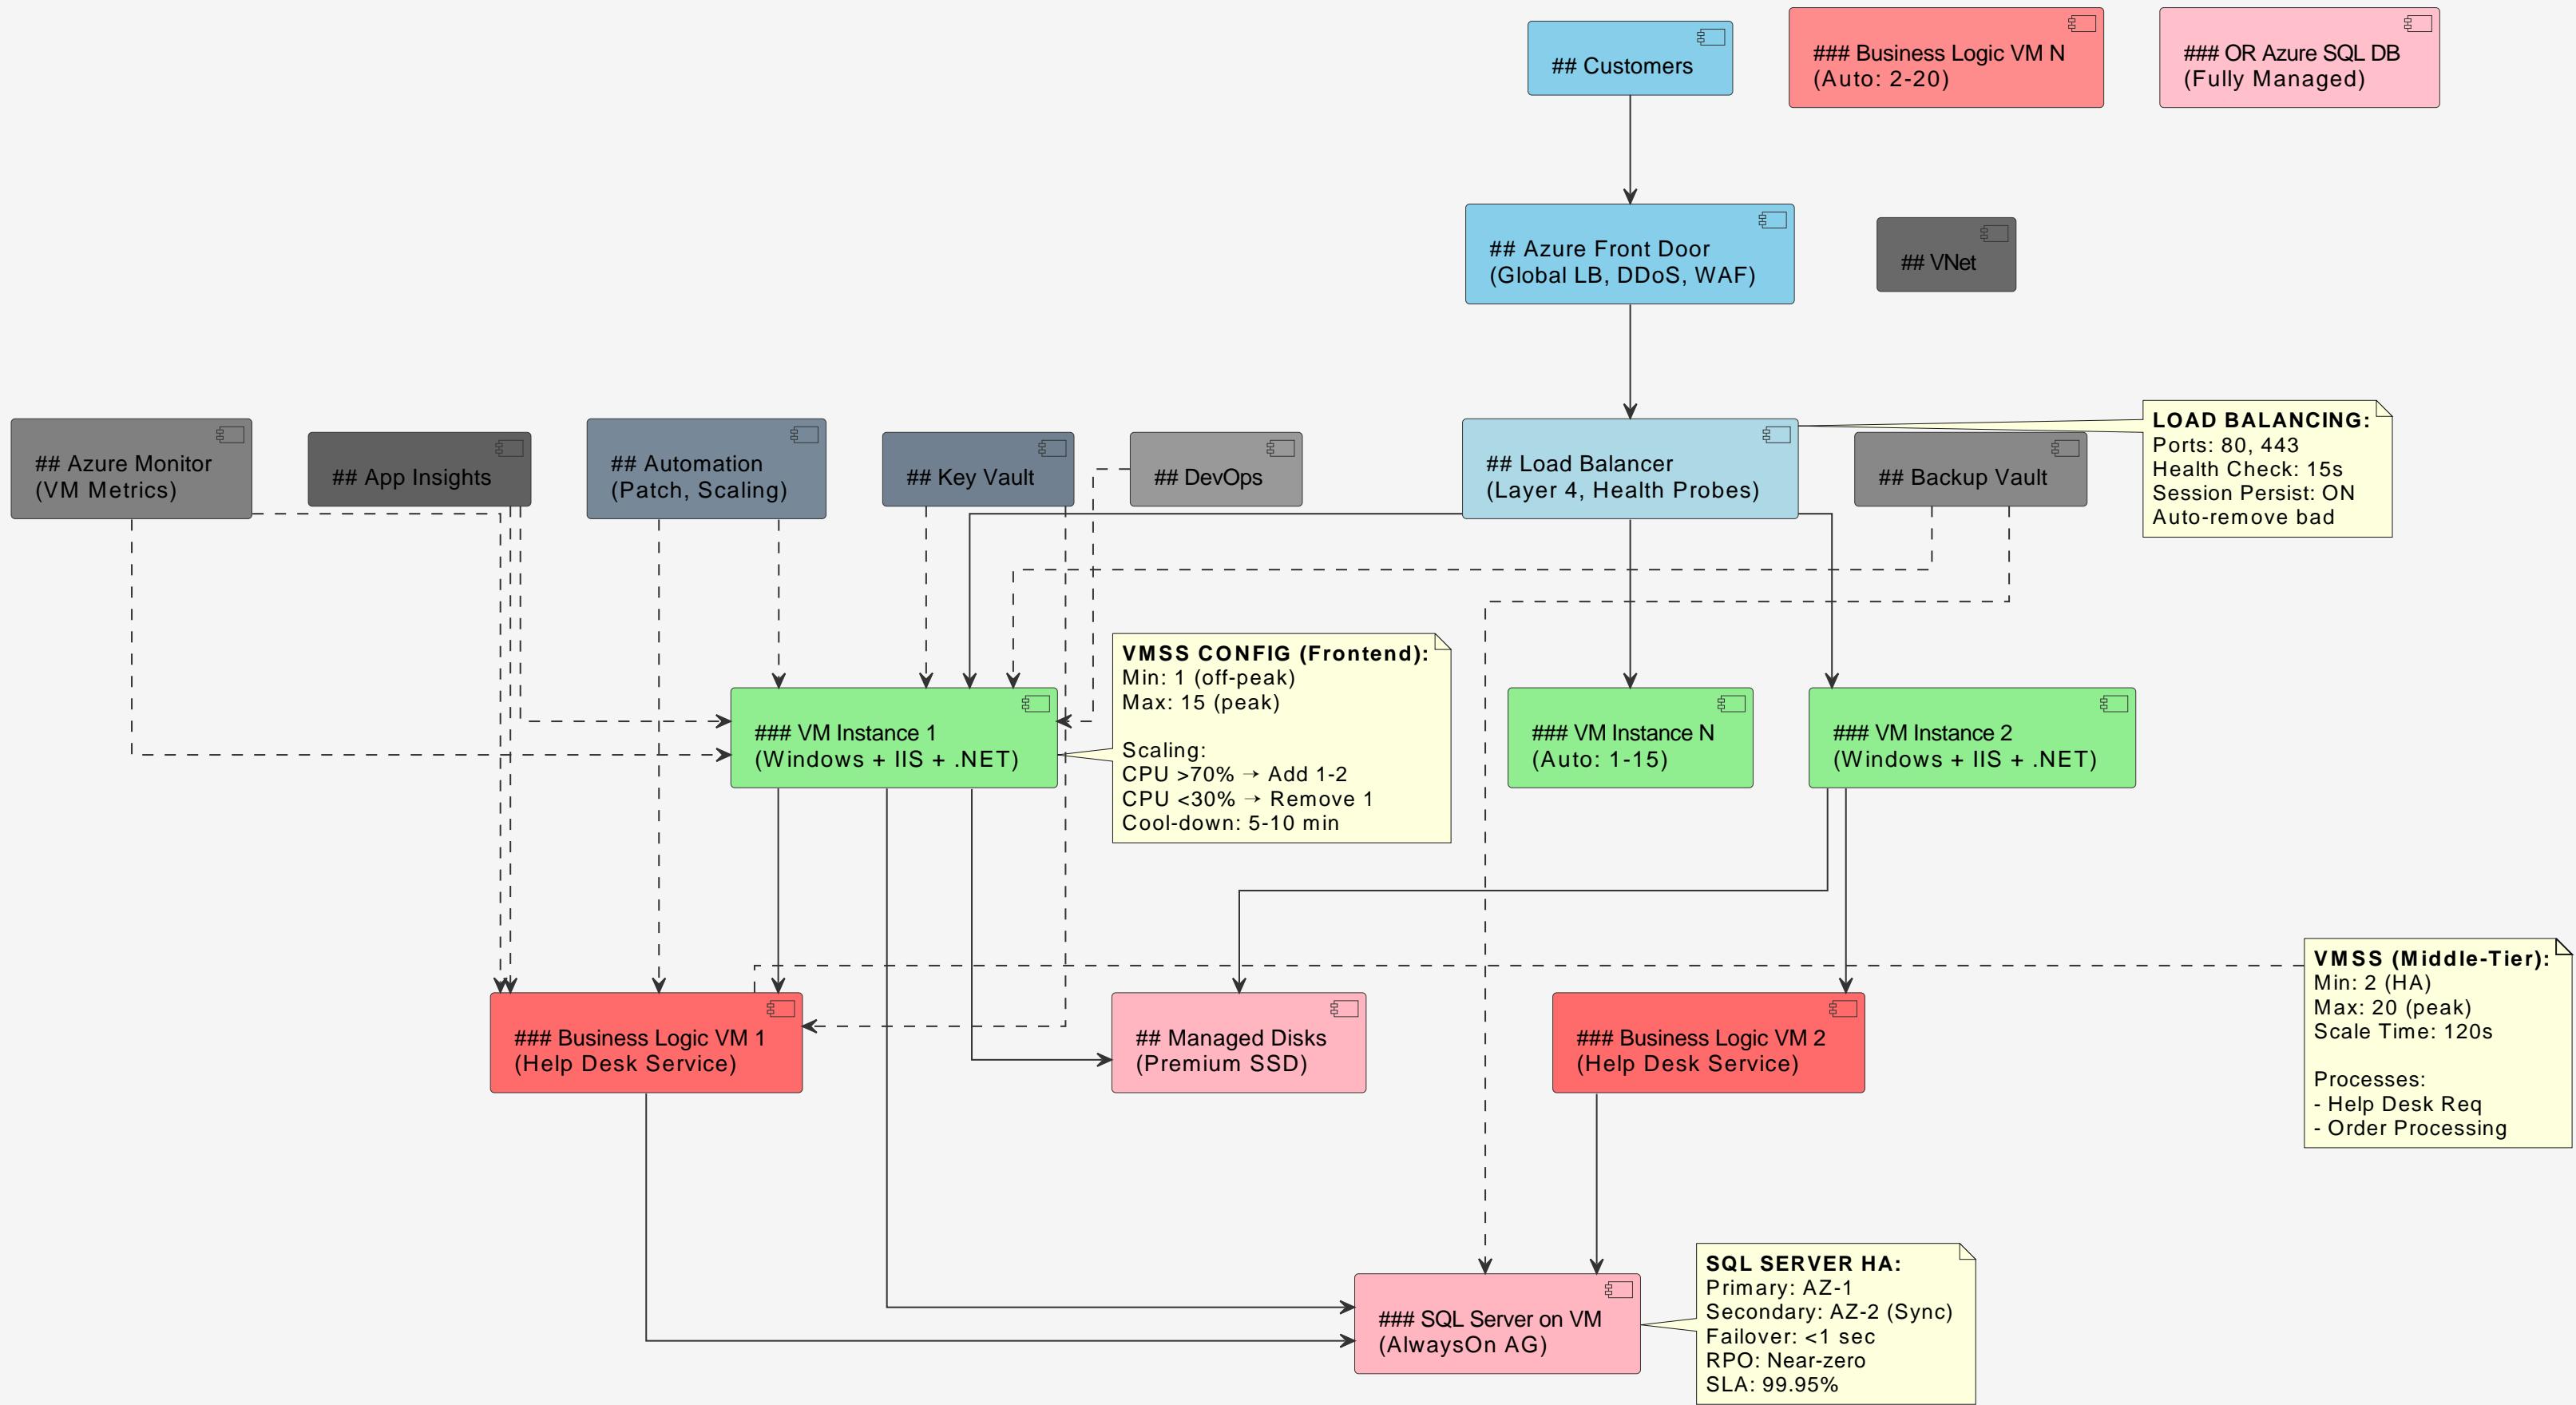 ## Customers
### Business Logic VM N
(Auto: 2-20)
### OR Azure SQL DB
(Fully Managed)
## Azure Front Door
(Global LB, DDoS, WAF)
## VNet
## Azure Monitor
(VM Metrics)
## App Insights
## Automation
(Patch, Scaling)
## Key Vault
## DevOps
## Load Balancer
(Layer 4, Health Probes)
## Backup Vault
LOAD BALANCING:
Ports: 80, 443
Health Check: 15s
Session Persist: ON
Auto-remove bad
### VM Instance 1
(Windows + IIS + .NET)
VMSS CONFIG (Frontend):
Min: 1 (off-peak)
Max: 15 (peak)
Scaling:
CPU >70% → Add 1-2
CPU <30% → Remove 1
Cool-down: 5-10 min
### VM Instance N
(Auto: 1-15)
### VM Instance 2
(Windows + IIS + .NET)
### Business Logic VM 1
(Help Desk Service)
## Managed Disks
(Premium SSD)
### Business Logic VM 2
(Help Desk Service)
VMSS (Middle-Tier):
Min: 2 (HA)
Max: 20 (peak)
Scale Time: 120s
Processes:
- Help Desk Req
- Order Processing
### SQL Server on VM
(AlwaysOn AG)
SQL SERVER HA:
Primary: AZ-1
Secondary: AZ-2 (Sync)
Failover: <1 sec
RPO: Near-zero
SLA: 99.95%